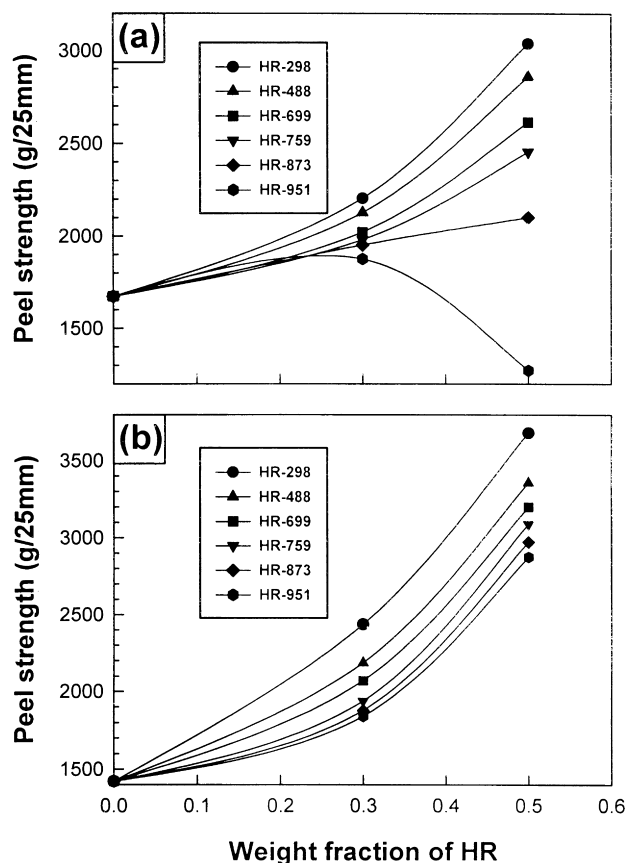 (a)
Peel strength (g/25mm)
3000
2500
2000
1500
HR-298
HR-488
HR-699
HR-759
HR-873
HR-951
(b)
Peel strength (g/25mm)
3500
3000
2500
2000
1500
HR-298
HR-488
HR-699
HR-759
HR-873
HR-951
0.0 0.1 0.2 0.3 0.4 0.5 0.6
Weight fraction of HR